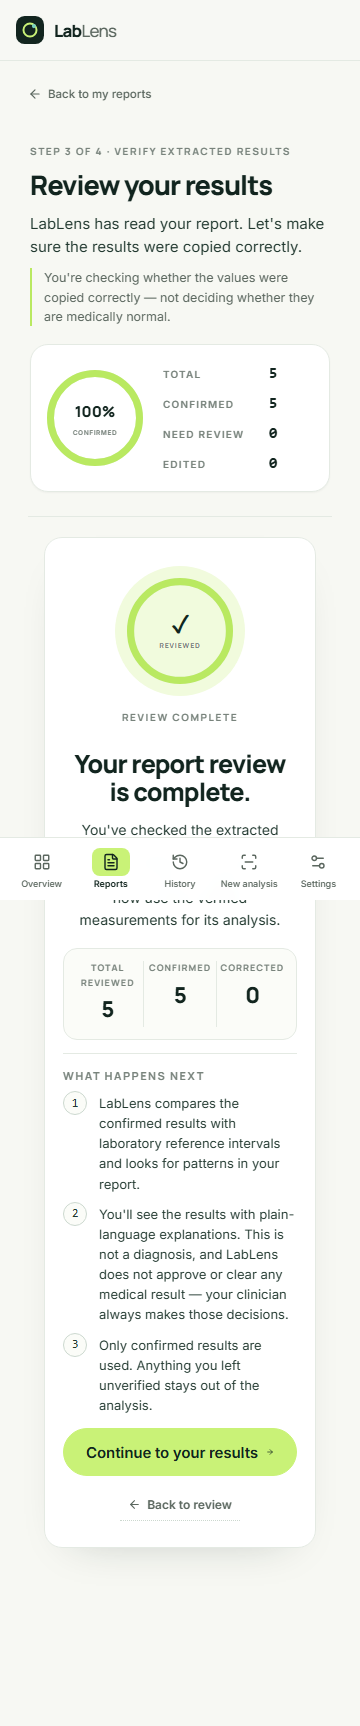 LabLens
← Back to my reports
STEP 3 OF 4 · VERIFY EXTRACTED RESULTS
Review your results
LabLens has read your report. Let's make
sure the results were copied correctly.
You're checking whether the values were
copied correctly — not deciding whether they
are medically normal.
100%
CONFIRMED
TOTAL 5
CONFIRMED 5
NEED REVIEW 0
EDITED 0
✓
REVIEWED
REVIEW COMPLETE
Your report review
is complete.
You've checked the extracted
Overview
Reports
History
New analysis
Settings
now use the verified
measurements for its analysis.
TOTAL
REVIEWED
5
CONFIRMED
5
CORRECTED
0
WHAT HAPPENS NEXT
1 LabLens compares the
confirmed results with
laboratory reference intervals
and looks for patterns in your
report.
2 You'll see the results with plain-
language explanations. This is
not a diagnosis, and LabLens
does not approve or clear any
medical result — your clinician
always makes those decisions.
3 Only confirmed results are
used. Anything you left
unverified stays out of the
analysis.
Continue to your results →
← Back to review